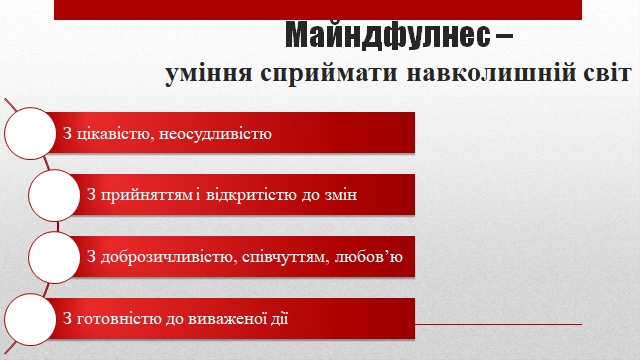 Майндфулнес –
уміння сприймати навколишній світ
З цікавістю, неосудливістю
З прийняттям і відкритістю до змін
З доброзичливістю, співчуттям, любов’ю
З готовністю до виваженої дії